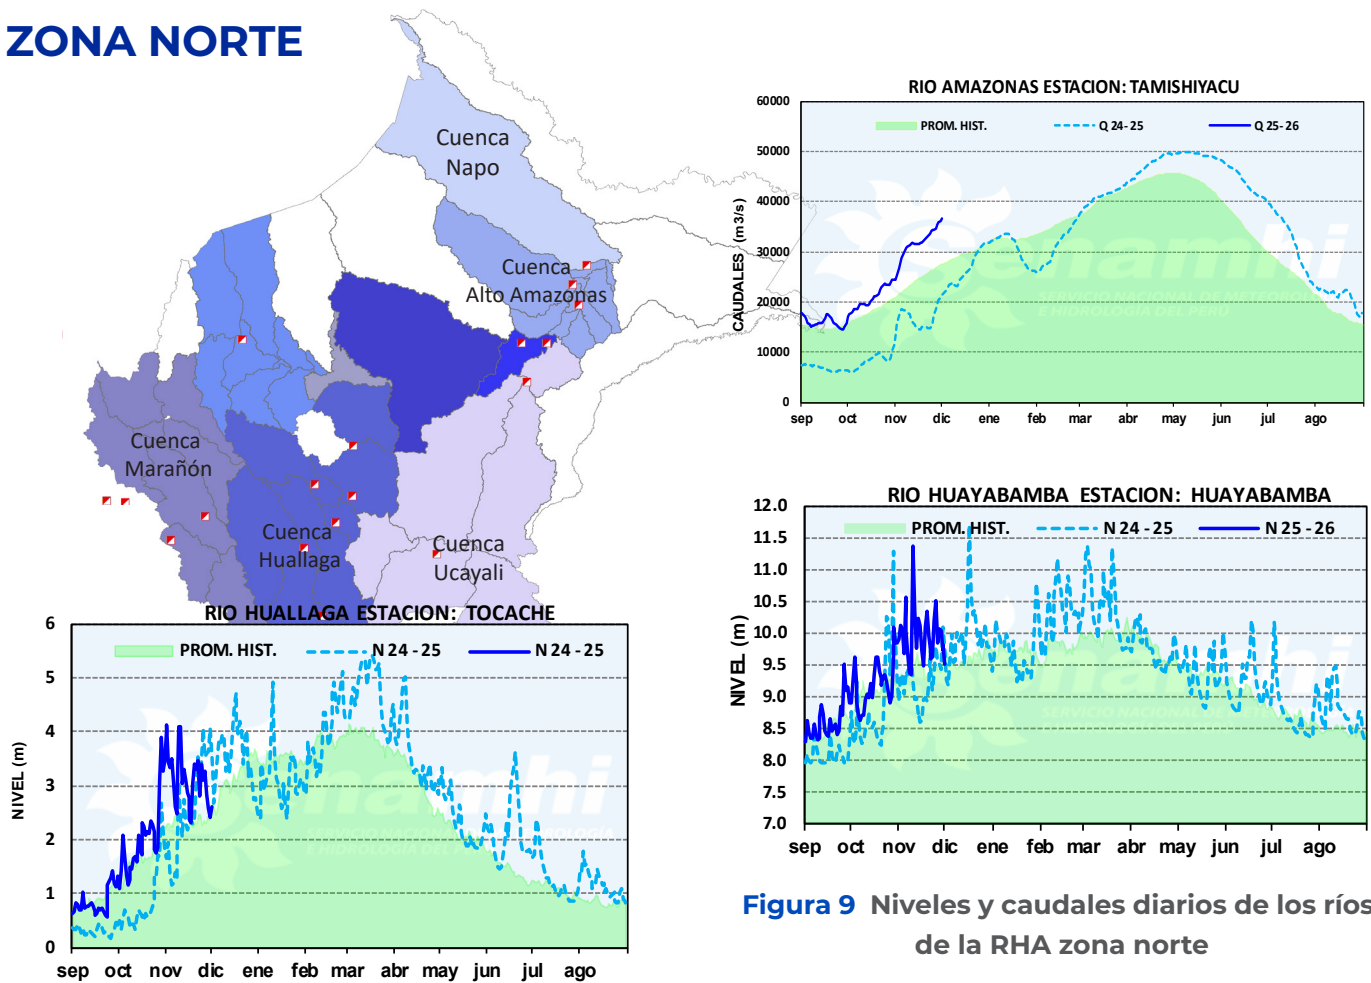 ZONA NORTE
Cuenca
Napo
Cuenca
Alto Amazonas
Cuenca
Marañón
Cuenca
Huallaga
Cuenca
Ucayali
RIO AMAZONAS ESTACION: TAMISHIYACU
PROM. HIST.
Q 24-25
Q 25-26
CAUDALES (m3/s)
60000
50000
40000
30000
20000
10000
0
sep oct nov dic ene feb mar abr may jun jul ago
senamhi
E HIDROLOGÍA DEL PERÚ
RIO HUAYABAMBA ESTACION: HUAYABAMBA
PROM. HIST.
N 24 - 25
N 25 - 26
NIVEL (m)
12.0
11.5
11.0
10.5
10.0
9.5
9.0
8.5
8.0
7.5
7.0
sep oct nov dic ene feb mar abr may jun jul ago
RIO HUALLAGA ESTACION: TOCACHE
PROM. HIST.
N 24 - 25
N 24 - 25
NIVEL (m)
6
5
4
3
2
1
0
sep oct nov dic ene feb mar abr may jun jul ago
Figura 9 Niveles y caudales diarios de los ríos
de la RHA zona norte